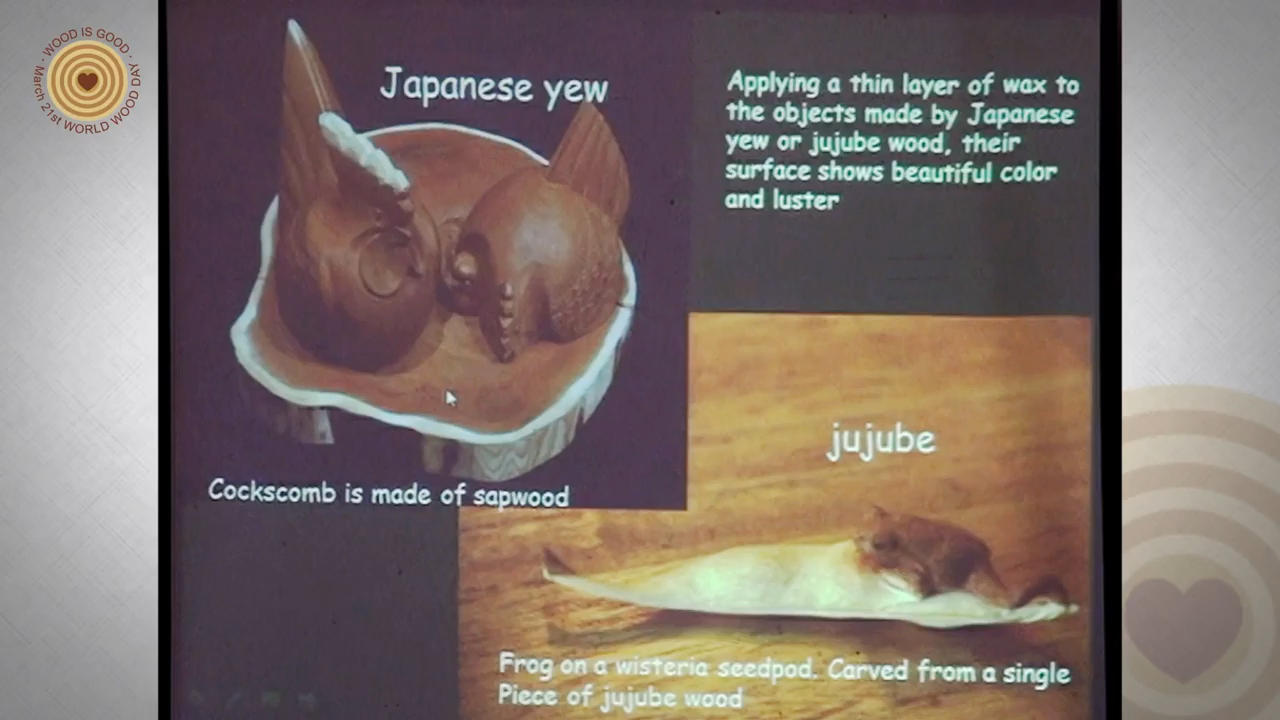 WOOD IS GOOD · March 21st WORLD WOOD DAY ·
Japanese yew
Applying a thin layer of wax to
the objects made by Japanese
yew or jujube wood, their
surface shows beautiful color
and luster
Cockscomb is made of sapwood
jujube
Frog on a wisteria seedpod. Carved from a single
Piece of jujube wood